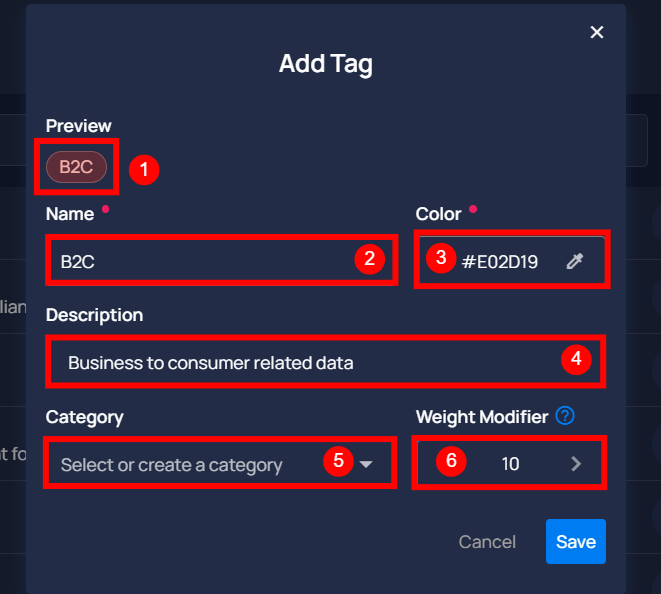 Add Tag
Preview
B2C
1
Name
Color
B2C
2
3
#E02D19
Description
Business to consumer related data
4
Category
Weight Modifier ?
Select or create a category
5
6
10
Cancel
Save
lian
t fo